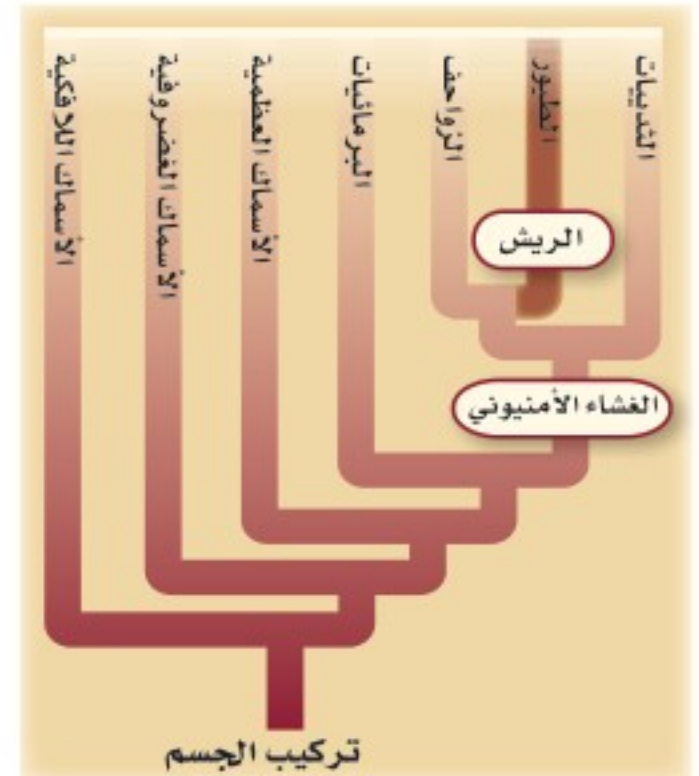 الثدييات
الطيور
الزواحف
البرمائيات
الأسماك العظمية
الأسماك الغضروفية
الأسماك اللافكية
الريش
الغشاء الأمنيوني
تركيب الجسم